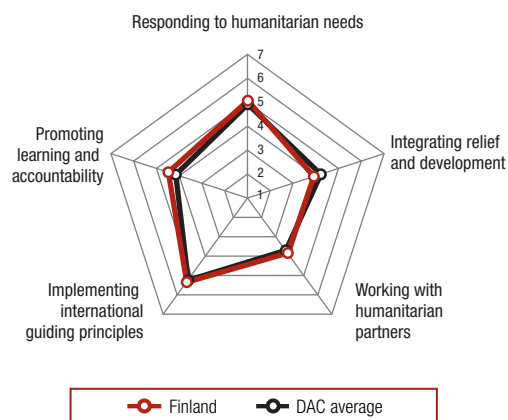 Responding to humanitarian needs
7
6
5
4
3
2
1
Promoting
learning and
accountability
Integrating relief
and development
Implementing
international
guiding principles
Working with
humanitarian
partners
Finland
DAC average